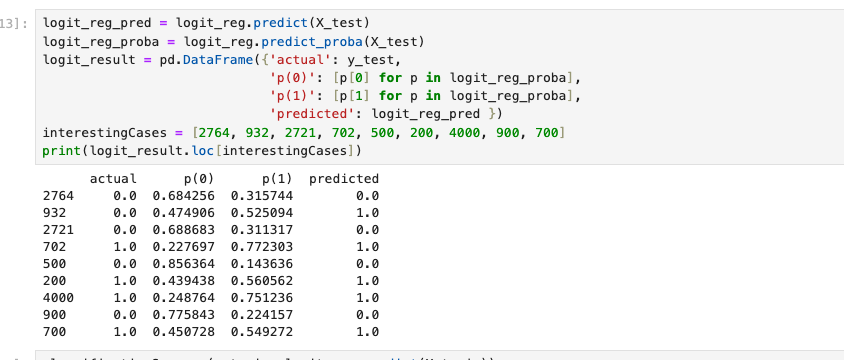 13]: logit_reg_pred = logit_reg.predict(X_test)
logit_reg_proba = logit_reg.predict_proba(X_test)
logit_result = pd.DataFrame({'actual': y_test,
'p(0)': [p[0] for p in logit_reg_proba],
'p(1)': [p[1] for p in logit_reg_proba],
'predicted': logit_reg_pred })
interestingCases = [2764, 932, 2721, 702, 500, 200, 4000, 900, 700]
print(logit_result.loc[interestingCases])
actual p(0) p(1) predicted
2764 0.0 0.684256 0.315744 0.0
932 0.0 0.474906 0.525094 1.0
2721 0.0 0.688683 0.311317 0.0
702 1.0 0.227697 0.772303 1.0
500 0.0 0.856364 0.143636 0.0
200 1.0 0.439438 0.560562 1.0
4000 1.0 0.248764 0.751236 1.0
900 0.0 0.775843 0.224157 0.0
700 1.0 0.450728 0.549272 1.0